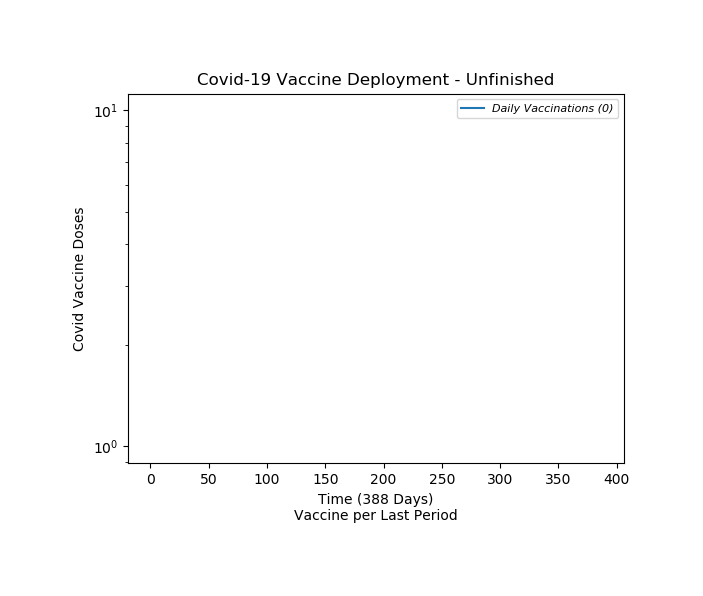 Covid-19 Vaccine Deployment - Unfinished
Daily Vaccinations (0)
10¹
Covid Vaccine Doses
10⁰
0 50 100 150 200 250 300 350 400
Time (388 Days)
Vaccine per Last Period